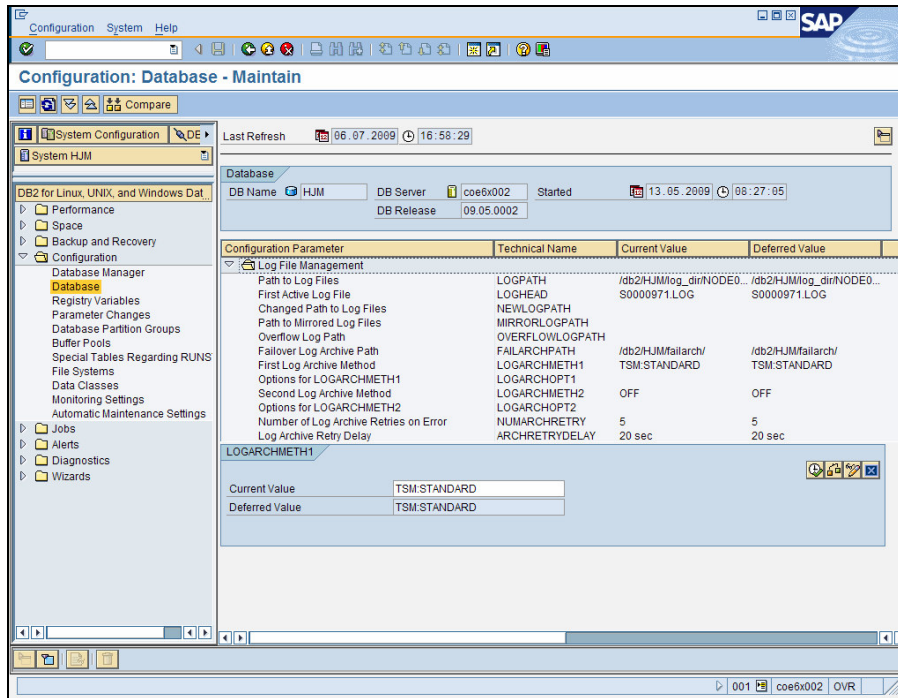 Configuration System Help
SAP
Configuration: Database - Maintain
Compare
System Configuration DE
System HJM
Last Refresh 06.07.2009 16:58:29
Database
DB Name HJM DB Server coe6x002 Started 13.05.2009 08:27:05
DB Release 09.05.0002
DB2 for Linux, UNIX, and Windows Dat...
Performance
Space
Backup and Recovery
Configuration
Database Manager
Database
Registry Variables
Parameter Changes
Database Partition Groups
Buffer Pools
Special Tables Regarding RUNS
File Systems
Data Classes
Monitoring Settings
Automatic Maintenance Settings
Jobs
Alerts
Diagnostics
Wizards
Configuration Parameter Technical Name Current Value Deferred Value
Log File Management
Path to Log Files LOGPATH /db2/HJM/log_dir/NODE0... /db2/HJM/log_dir/NODE0...
First Active Log File LOGHEAD S0000971.LOG S0000971.LOG
Changed Path to Log Files NEWLOGPATH
Path to Mirrored Log Files MIRRORLOGPATH
Overflow Log Path OVERFLOWLOGPATH
Failover Log Archive Path FAILARCHPATH /db2/HJM/failarch/ /db2/HJM/failarch/
First Log Archive Method LOGARCHMETH1 TSM:STANDARD TSM:STANDARD
Options for LOGARCHMETH1 LOGARCHOPT1
Second Log Archive Method LOGARCHMETH2 OFF OFF
Options for LOGARCHMETH2 LOGARCHOPT2
Number of Log Archive Retries on Error NUMARCHRETRY 5 5
Log Archive Retry Delay ARCHRETRYDELAY 20 sec 20 sec
LOGARCHMETH1
Current Value TSM:STANDARD
Deferred Value TSM:STANDARD
001 coe6x002 OVR